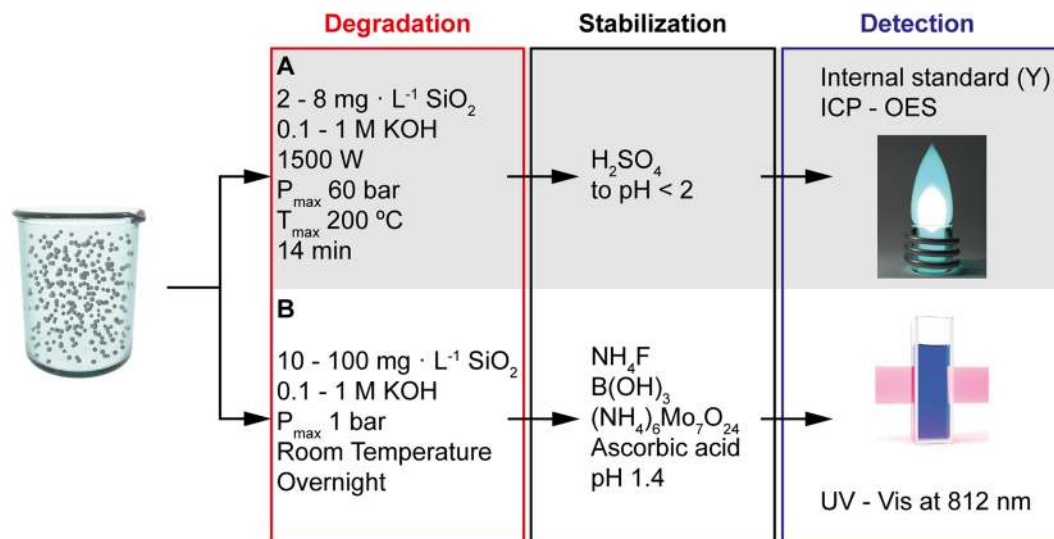 Degradation
Stabilization
Detection
A
2 - 8 mg · L⁻¹ SiO₂
0.1 - 1 M KOH
1500 W
Pmax 60 bar
Tmax 200 ºC
14 min
H₂SO₄
to pH < 2
Internal standard (Y)
ICP - OES
B
10 - 100 mg · L⁻¹ SiO₂
0.1 - 1 M KOH
Pmax 1 bar
Room Temperature
Overnight
NH₄F
B(OH)₃
(NH₄)₆Mo₇O₂₄
Ascorbic acid
pH 1.4
UV - Vis at 812 nm